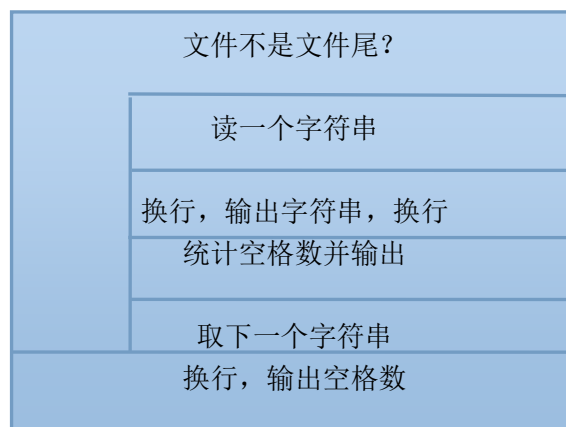 文件不是文件尾？
读一个字符串
换行，输出字符串，换行
统计空格数并输出
取下一个字符串
换行，输出空格数